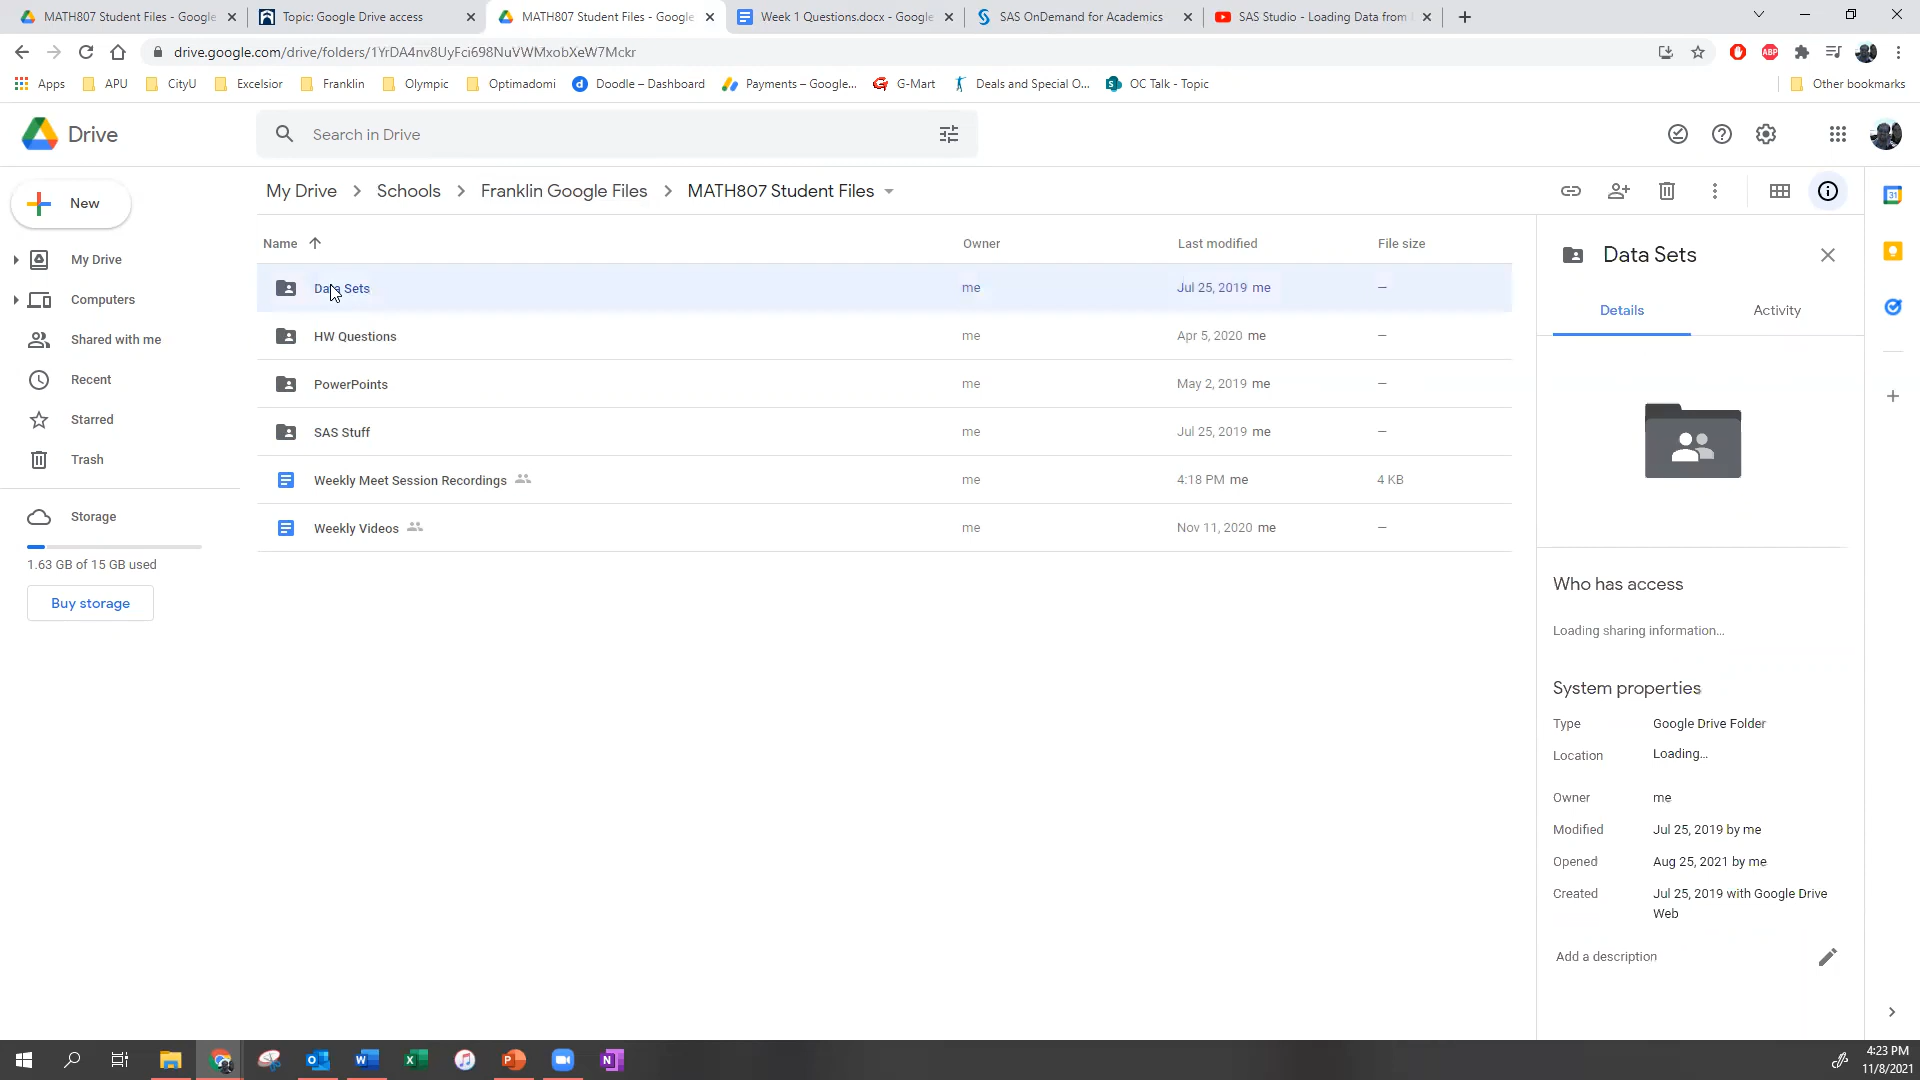 MATH807 Student Files - Google
Topic: Google Drive access
MATH807 Student Files - Google
Week 1 Questions.docx - Google
SAS OnDemand for Academics
SAS Studio - Loading Data from
drive.google.com/drive/folders/1YrDA4nv8UyFci698NuVWMxobXeW7Mckr
ABP
Apps
APU
CityU
Excelsior
Franklin
Olympic
Optimadomi
Doodle – Dashboard
Payments – Google...
G-Mart
Deals and Special O...
OC Talk - Topic
Other bookmarks
Drive
Search in Drive
New
My Drive
Computers
Shared with me
Recent
Starred
Trash
Storage
1.63 GB of 15 GB used
Buy storage
My Drive > Schools > Franklin Google Files > MATH807 Student Files
Name Owner Last modified File size
Data Sets me Jul 25, 2019 me —
HW Questions me Apr 5, 2020 me —
PowerPoints me May 2, 2019 me —
SAS Stuff me Jul 25, 2019 me —
Weekly Meet Session Recordings me 4:18 PM me 4 KB
Weekly Videos me Nov 11, 2020 me —
Data Sets
Details Activity
Who has access
Loading sharing information...
System properties
Type Google Drive Folder
Location Loading...
Owner me
Modified Jul 25, 2019 by me
Opened Aug 25, 2021 by me
Created Jul 25, 2019 with Google Drive
Web
Add a description
31
4:23 PM
11/8/2021